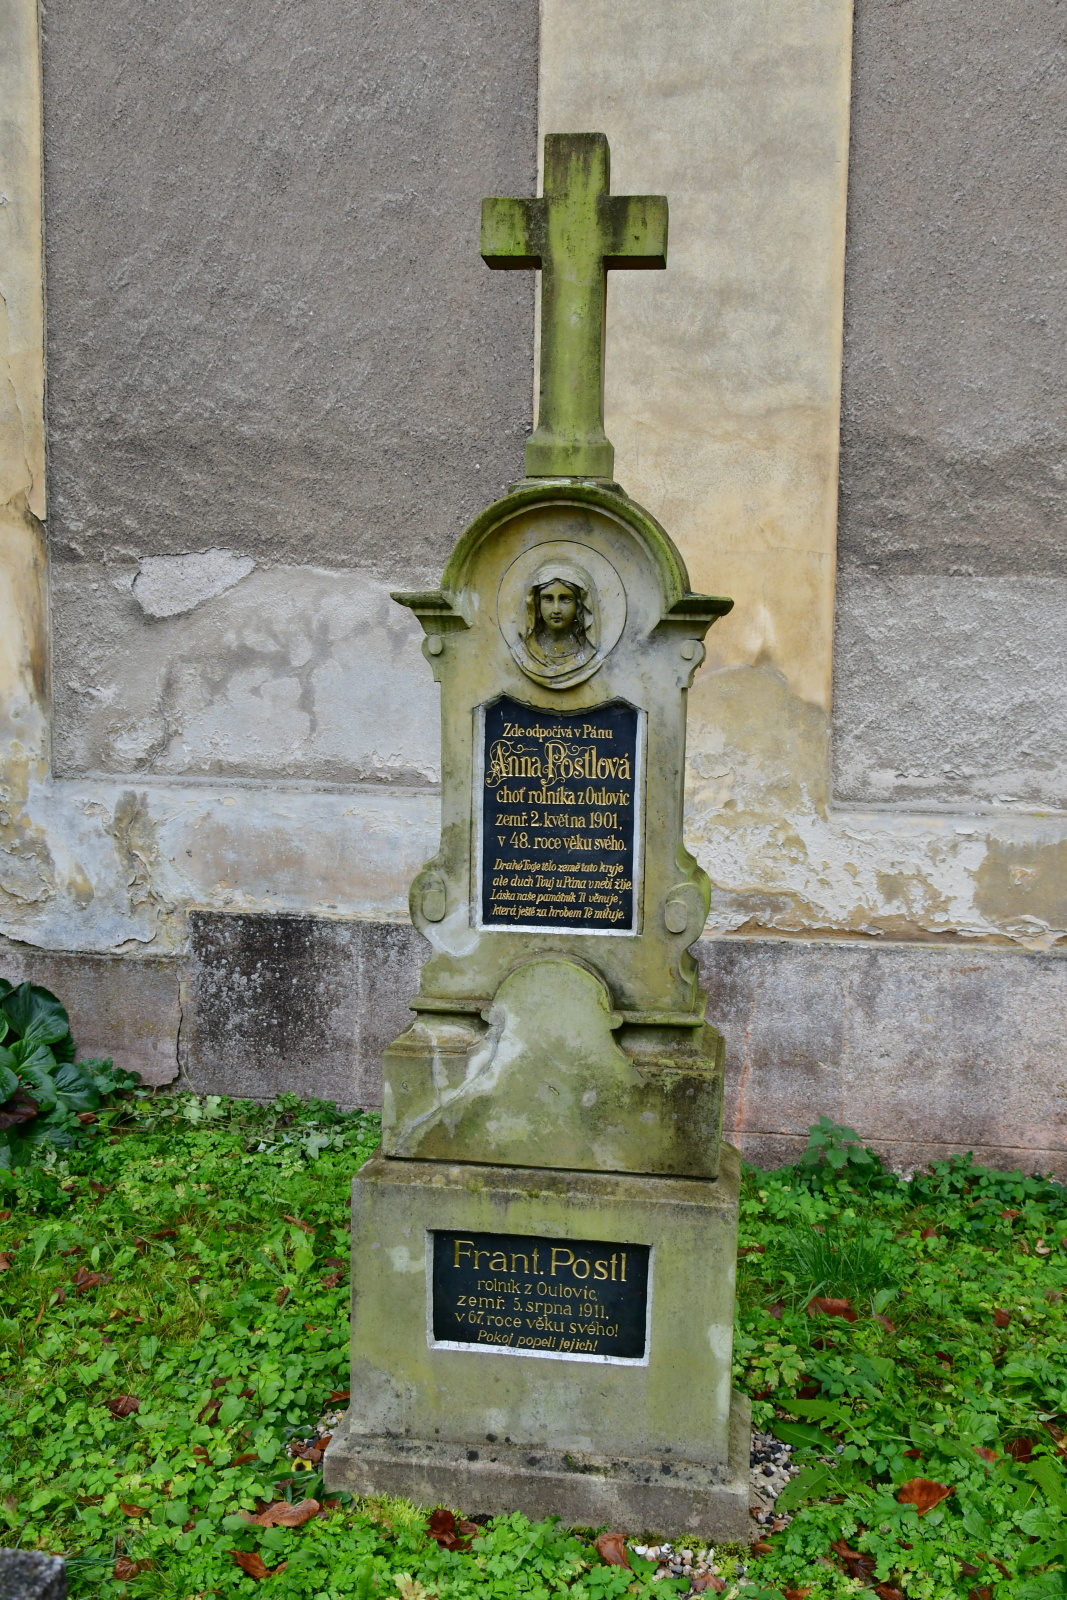 Zde odpočívá v Pánu
Anna Postlová
choť rolníka z Oulovic
zemř. 2. května 1901,
v 48. roce věku svého.
Drahé Tvoje tělo země tato kryje
ale duch Tvuj u Pána v nebi žije.
Láska naše památník Ti věnuje,
která ještě za hrobem Tě miluje.
Frant. Postl
rolník z Oulovic,
zemř. 5. srpna 1911,
v 67. roce věku svého!
Pokoj popeli jejich!